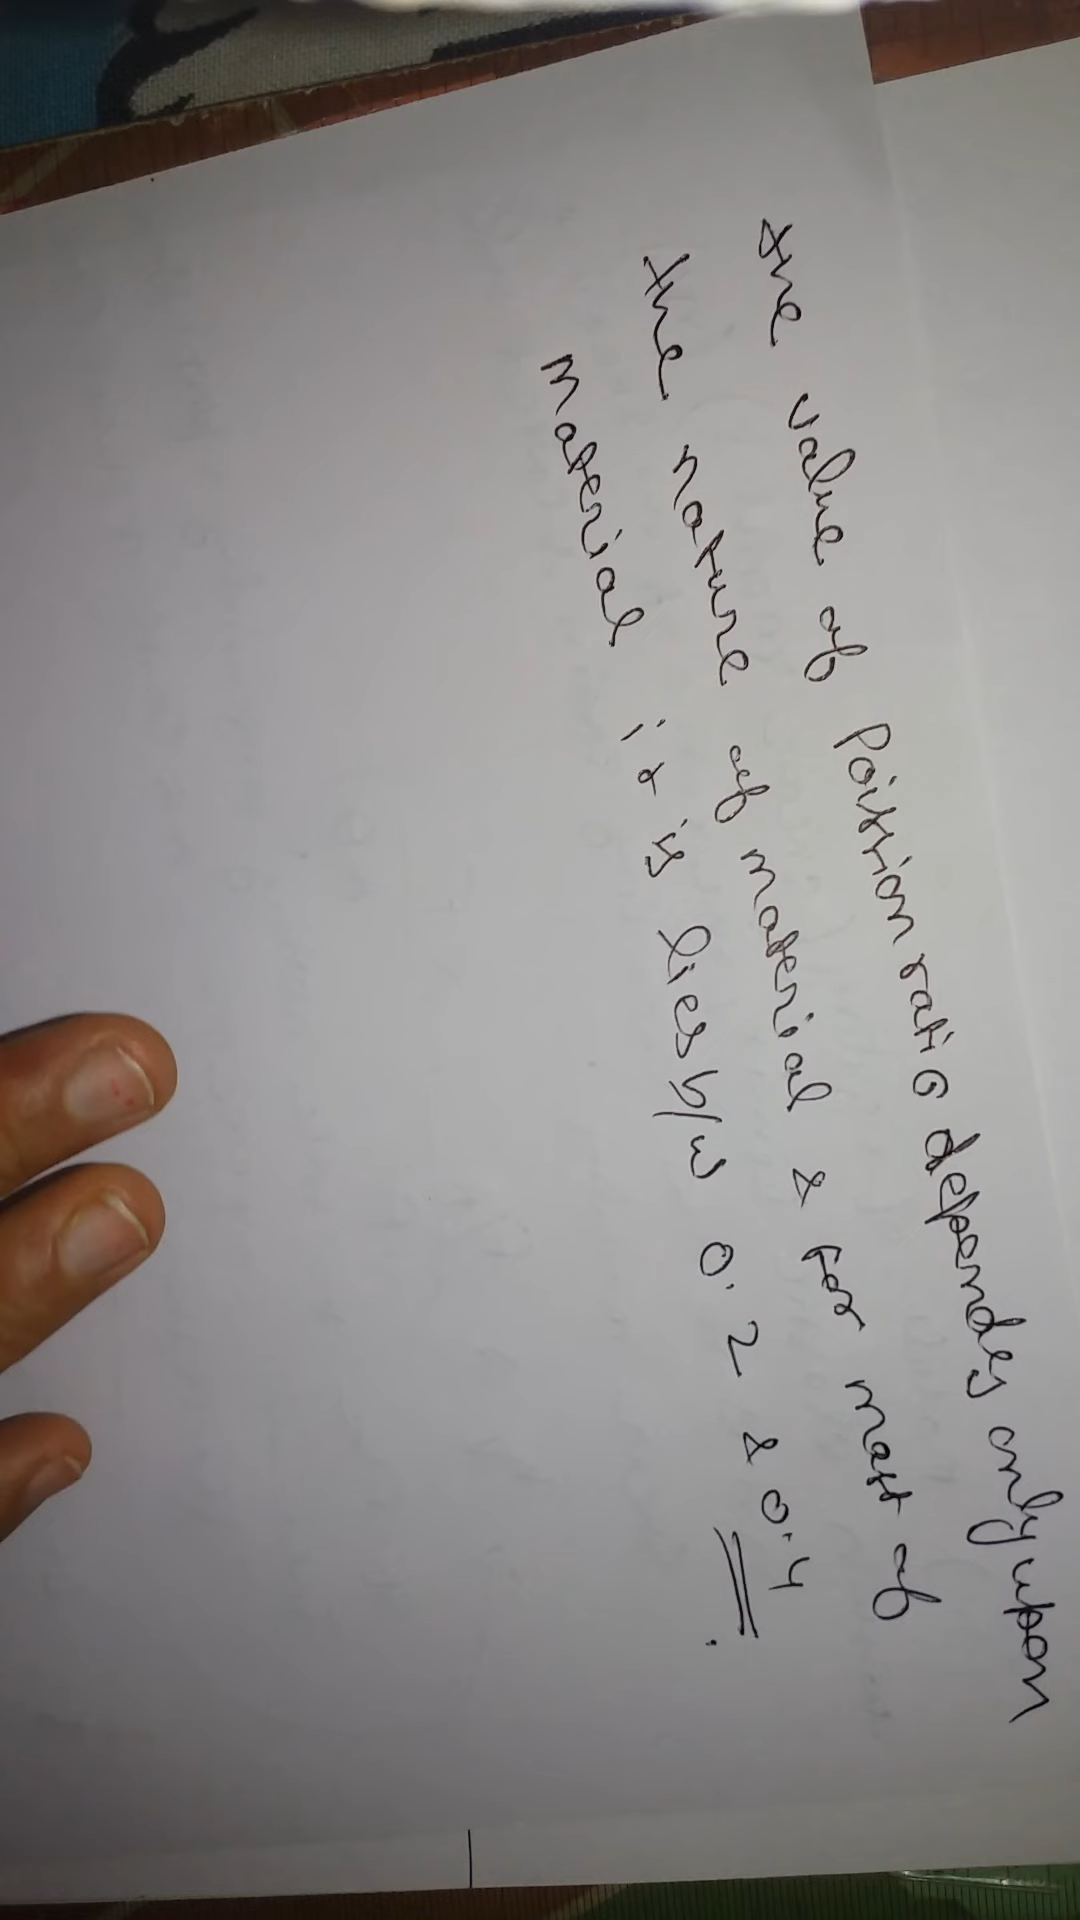 the value of Poission ratio depends only upon
the nature of material & for most of
material it is lies b/w 0.2 & 0.4